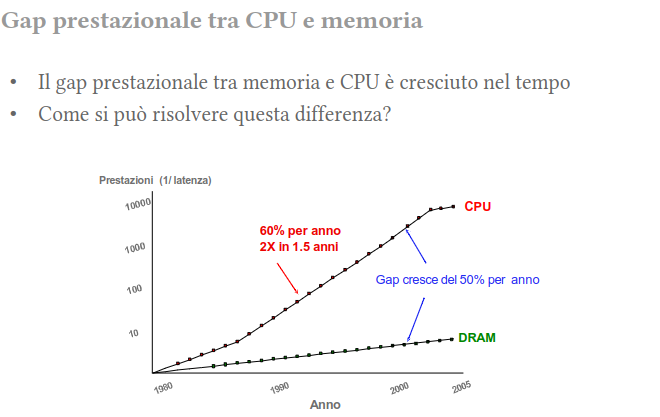 Gap prestazionale tra CPU e memoria
• Il gap prestazionale tra memoria e CPU è cresciuto nel tempo
• Come si può risolvere questa differenza?
Prestazioni (1/ latenza)
10000
CPU
60% per anno
2X in 1.5 anni
1000
Gap cresce del 50% per anno
100
10
DRAM
1980
1990
2000
2005
Anno